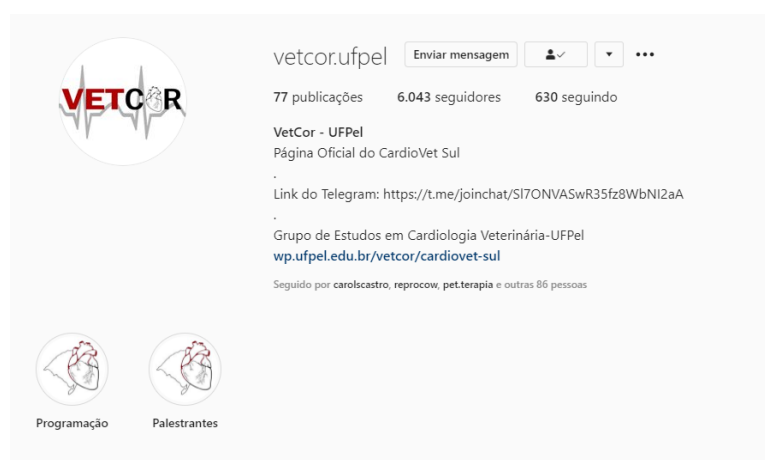 VETCOR
vetcor.ufpel Enviar mensagem
77 publicações 6.043 seguidores 630 seguindo
VetCor - UFPel
Página Oficial do CardioVet Sul
.
Link do Telegram: https://t.me/joinchat/Sl7ONVASwR35fz8WbNI2aA
.
Grupo de Estudos em Cardiologia Veterinária-UFPel
wp.ufpel.edu.br/vetcor/cardiovet-sul
Seguido por carolscastro, reprocow, pet.terapia e outras 86 pessoas
Programação Palestrantes